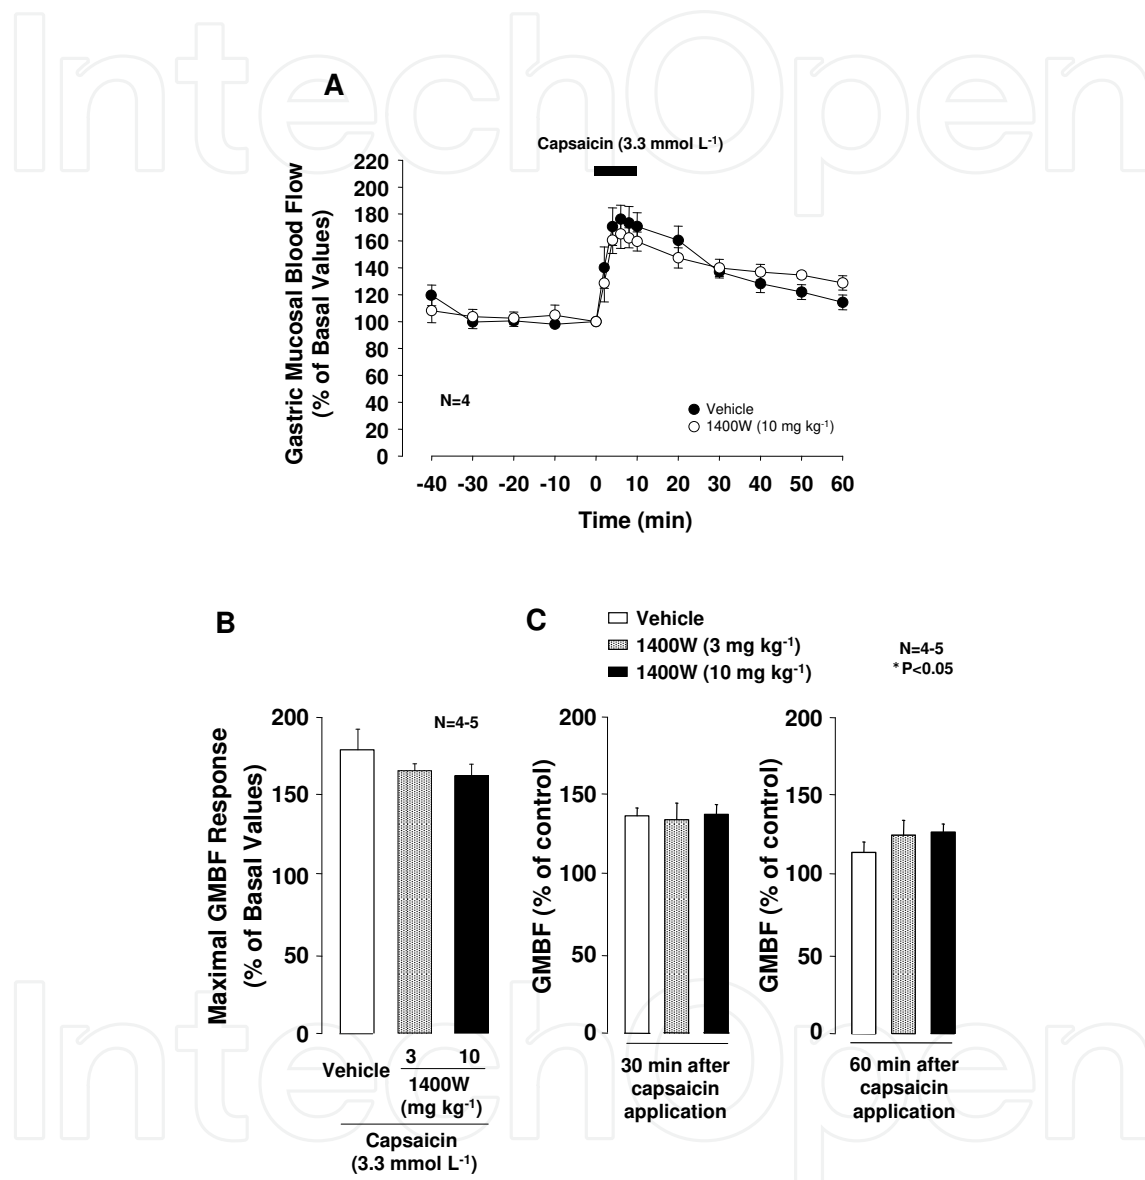 IntechOpen
A
Capsaicin (3.3 mmol L-1)
Gastric Mucosal Blood Flow
(% of Basal Values)
220
200
180
160
140
120
100
80
60
40
20
0
N=4
Vehicle
1400W (10 mg kg-1)
-40 -30 -20 -10 0 10 20 30 40 50 60
Time (min)
B
Maximal GMBF Response
(% of Basal Values)
200
150
100
50
0
N=4-5
Vehicle
3 10
1400W
(mg kg-1)
Capsaicin
(3.3 mmol L-1)
C
Vehicle
1400W (3 mg kg-1)
1400W (10 mg kg-1)
N=4-5
*P<0.05
GMBF (% of control)
200
150
100
50
0
30 min after
capsaicin
application
GMBF (% of control)
200
150
100
50
0
60 min after
capsaicin
application
IntechOpen